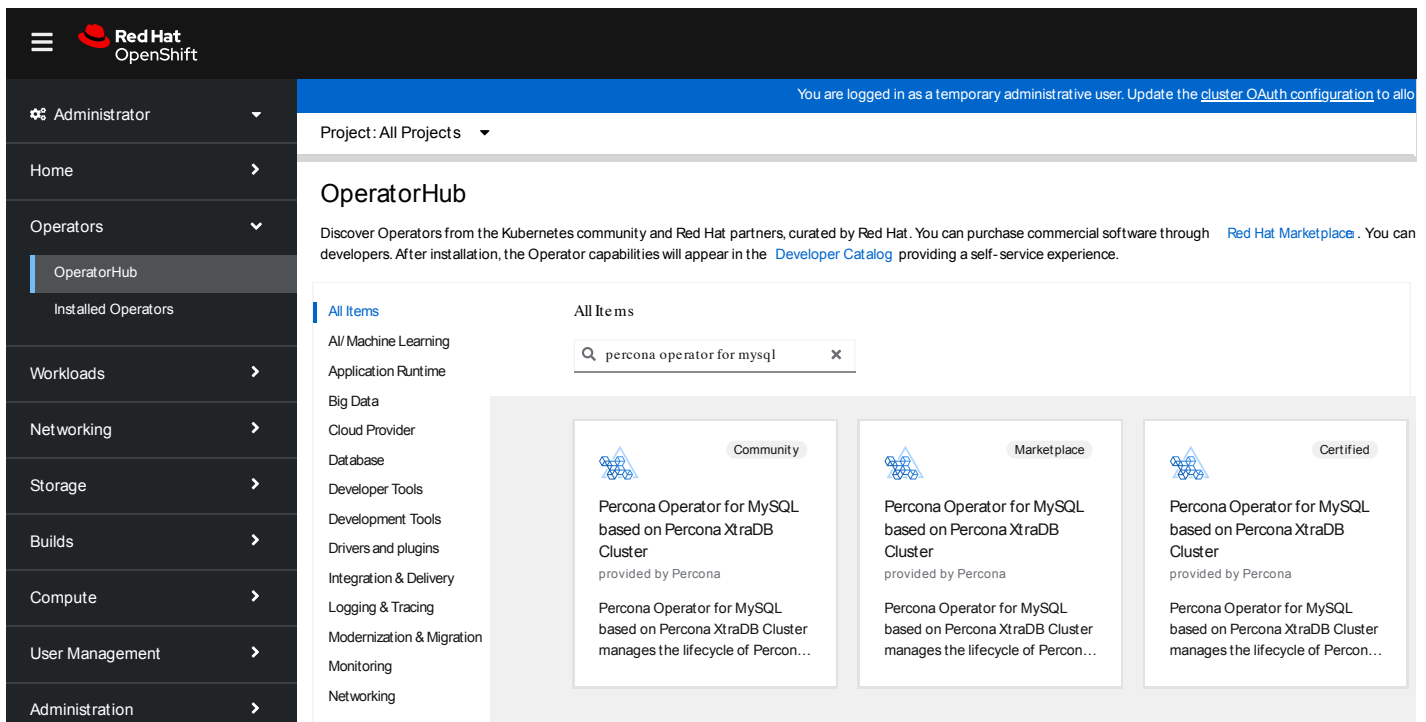 Red Hat
OpenShift
You are logged in as a temporary administrative user. Update the cluster OAuth configuration to allo
Administrator
Home
Operators
OperatorHub
Installed Operators
Workloads
Networking
Storage
Builds
Compute
User Management
Administration
Project: All Projects
OperatorHub
Discover Operators from the Kubernetes community and Red Hat partners, curated by Red Hat. You can purchase commercial software through Red Hat Marketplace. You can
developers. After installation, the Operator capabilities will appear in the Developer Catalog providing a self-service experience.
All Items
AI/Machine Learning
Application Runtime
Big Data
Cloud Provider
Database
Developer Tools
Development Tools
Drivers and plugins
Integration & Delivery
Logging & Tracing
Modernization & Migration
Monitoring
Networking
All Items
percona operator for mysql
Community
Percona Operator for MySQL
based on Percona XtraDB
Cluster
provided by Percona
Percona Operator for MySQL
based on Percona XtraDB Cluster
manages the lifecycle of Percon...
Marketplace
Percona Operator for MySQL
based on Percona XtraDB
Cluster
provided by Percona
Percona Operator for MySQL
based on Percona XtraDB Cluster
manages the lifecycle of Percon...
Certified
Percona Operator for MySQL
based on Percona XtraDB
Cluster
provided by Percona
Percona Operator for MySQL
based on Percona XtraDB Cluster
manages the lifecycle of Percon...